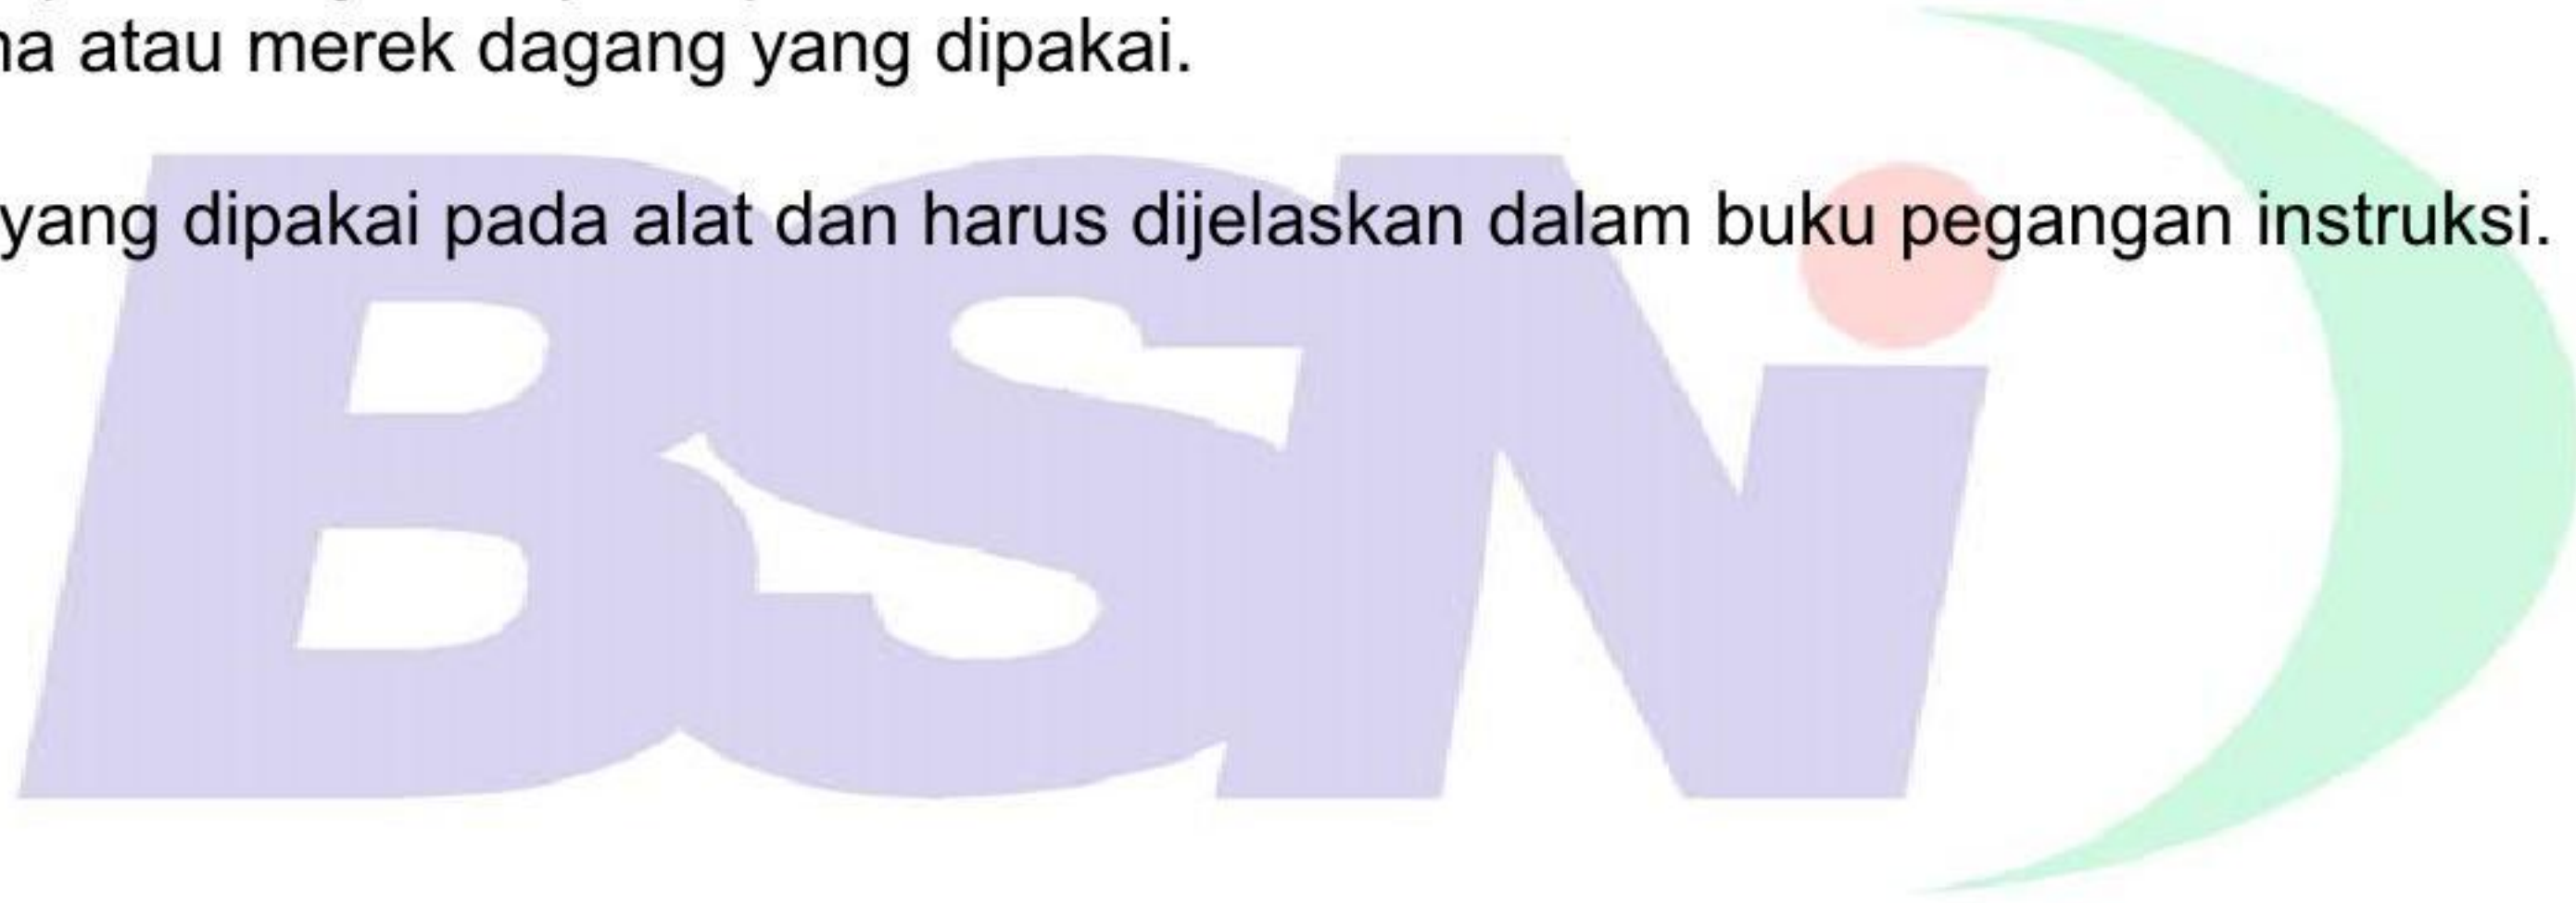 atau merek dagang yang dipakai.
yang dipakai pada alat dan harus dijelaskan dalam buku pegangan instruksi.
BSN